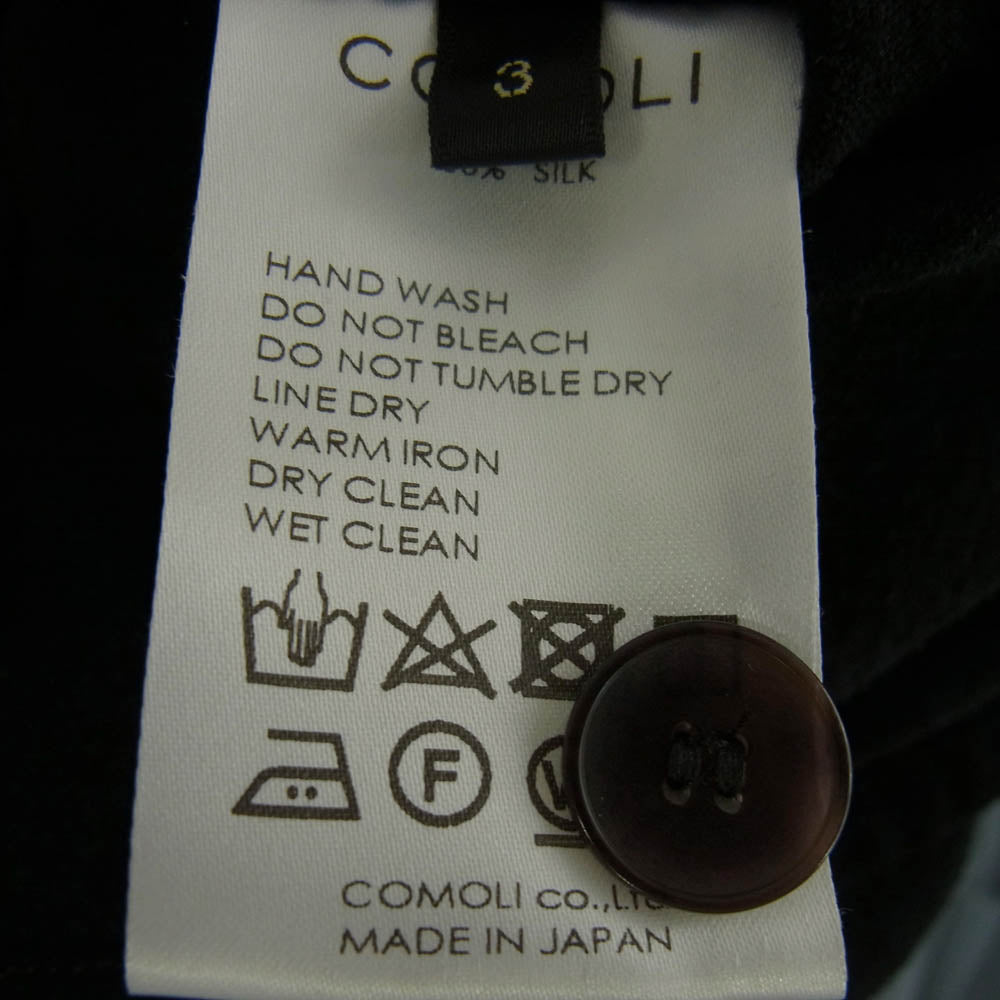 3
SILK
HAND WASH
DO NOT BLEACH
DO NOT TUMBLE DRY
LINE DRY
WARM IRON
DRY CLEAN
WET CLEAN
F
COMOLI co.,Ltd.
MADE IN JAPAN